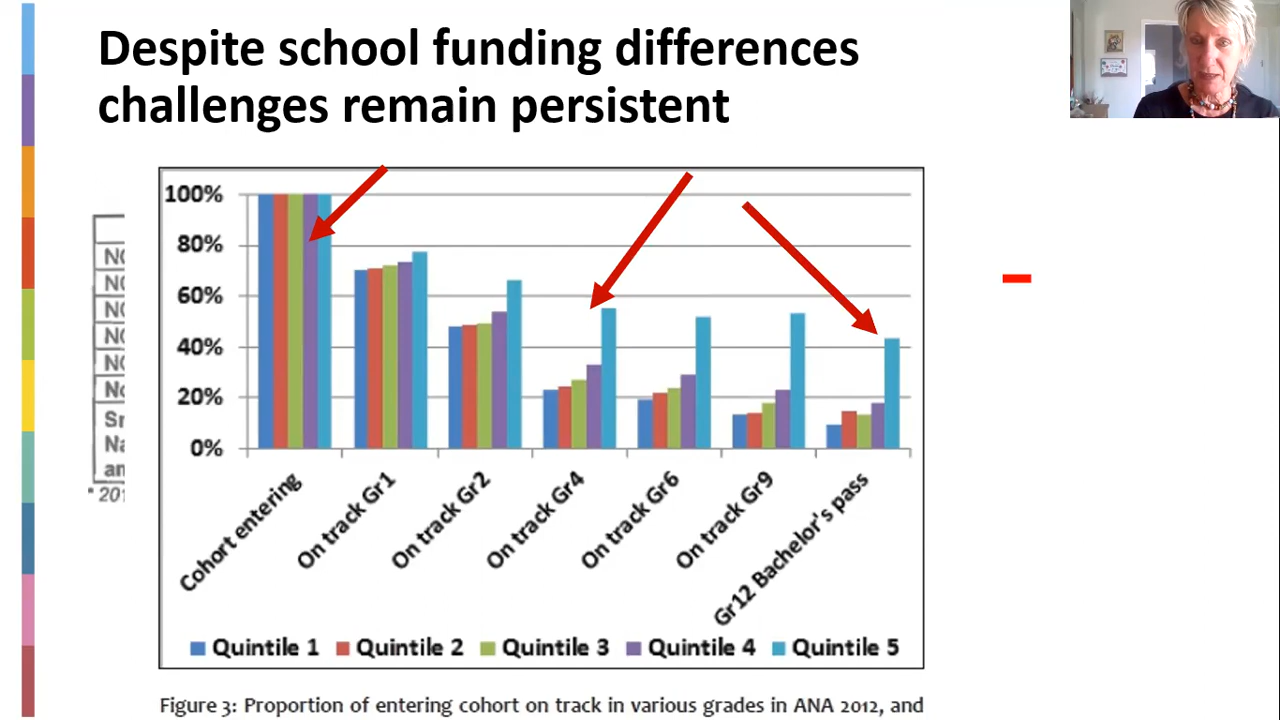 Despite school funding differences
challenges remain persistent
100%
80%
60%
40%
20%
0%
Cohort entering
On track Gr1
On track Gr2
On track Gr4
On track Gr6
On track Gr9
Gr12 Bachelor's pass
Quintile 1 Quintile 2 Quintile 3 Quintile 4 Quintile 5
Figure 3: Proportion of entering cohort on track in various grades in ANA 2012, and